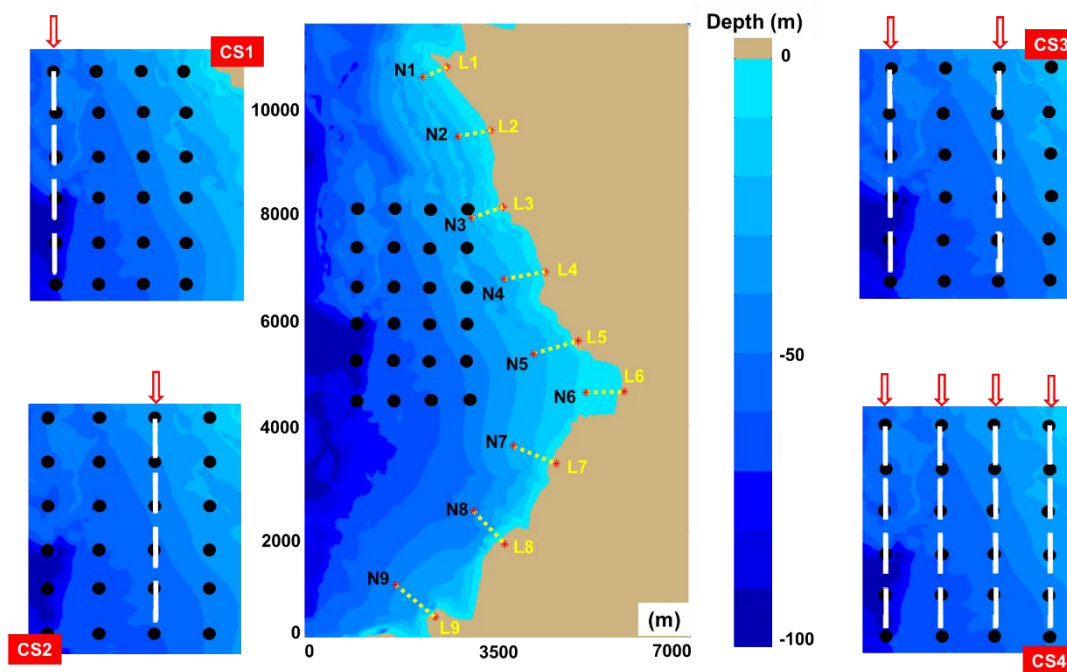 CS1
CS2
Depth (m)
0
-50
-100
10000
8000
6000
4000
2000
0
0
3500
7000
(m)
N1
L1
N2
L2
N3
L3
N4
L4
N5
L5
N6
L6
N7
L7
N8
L8
N9
L9
CS3
CS4